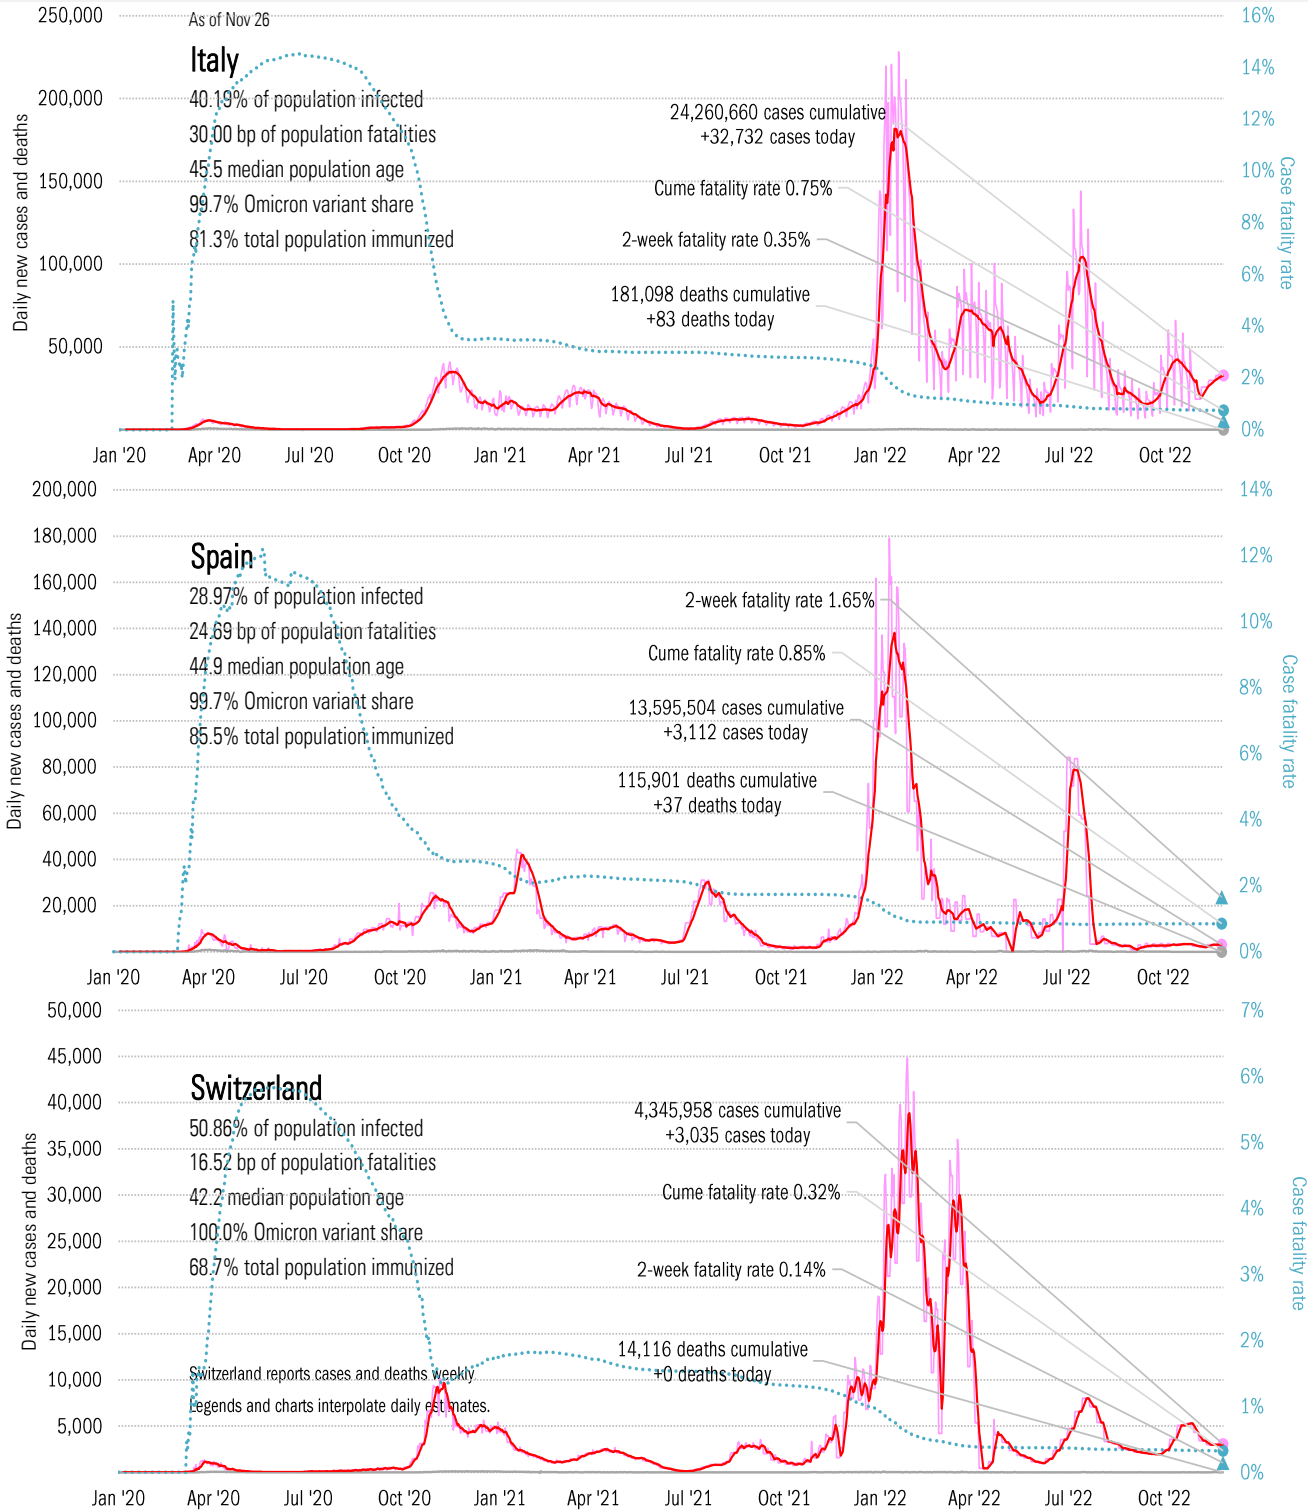 250,000
As of Nov 26
16%
Italy
14%
40.19% of population infected
200,000
24,260,660 cases cumulative
+32,732 cases today
12%
30.00 bp of population fatalities
45.5 median population age
150,000
Cume fatality rate 0.75%
10%
99.7% Omicron variant share
8%
81.3% total population immunized
2-week fatality rate 0.35%
100,000
6%
181,098 deaths cumulative
+83 deaths today
4%
50,000
2%
0%
Daily new cases and deaths
Case fatality rate
Jan '20 Apr '20 Jul '20 Oct '20 Jan '21 Apr '21 Jul '21 Oct '21 Jan '22 Apr '22 Jul '22 Oct '22
200,000
14%
180,000
Spain
12%
160,000
28.97% of population infected
2-week fatality rate 1.65%
140,000
24.69 bp of population fatalities
10%
Cume fatality rate 0.85%
44.9 median population age
120,000
8%
99.7% Omicron variant share
13,595,504 cases cumulative
+3,112 cases today
100,000
85.5% total population immunized
6%
80,000
115,901 deaths cumulative
+37 deaths today
60,000
4%
40,000
2%
20,000
0%
Daily new cases and deaths
Case fatality rate
Jan '20 Apr '20 Jul '20 Oct '20 Jan '21 Apr '21 Jul '21 Oct '21 Jan '22 Apr '22 Jul '22 Oct '22
50,000
7%
45,000
6%
Switzerland
40,000
4,345,958 cases cumulative
+3,035 cases today
50.86% of population infected
5%
35,000
16.52 bp of population fatalities
42.2 median population age
Cume fatality rate 0.32%
30,000
4%
100.0% Omicron variant share
25,000
68.7% total population immunized
2-week fatality rate 0.14%
3%
20,000
15,000
2%
14,116 deaths cumulative
+0 deaths today
Switzerland reports cases and deaths weekly
10,000
Legends and charts interpolate daily estimates.
1%
5,000
0%
Daily new cases and deaths
Case fatality rate
Jan '20 Apr '20 Jul '20 Oct '20 Jan '21 Apr '21 Jul '21 Oct '21 Jan '22 Apr '22 Jul '22 Oct '22